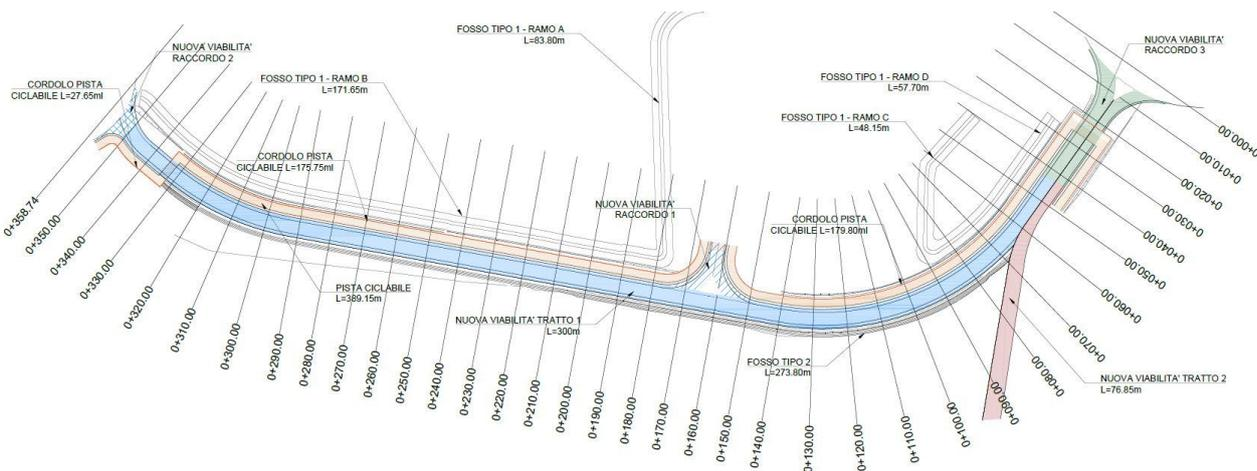 FOSSO TIPO 1 - RAMO A
L=83.80m
NUOVA VIABILITA'
RACCORDO 2
NUOVA VIABILITA'
RACCORDO 3
CORDOLO PISTA
CICLABILE L=27.65ml
FOSSO TIPO 1 - RAMO B
L=171.65m
FOSSO TIPO 1 - RAMO D
L=57.70m
FOSSO TIPO 1 - RAMO C
L=48.15m
CORDOLO PISTA
CICLABILE L=175.75ml
NUOVA VIABILITA'
RACCORDO 1
CORDOLO PISTA
CICLABILE L=179.80ml
PISTA CICLABILE
L=389.15m
NUOVA VIABILITA' TRATTO 1
L=300m
FOSSO TIPO 2
L=273.80m
NUOVA VIABILITA' TRATTO 2
L=76.85m
0+358.74
0+350.00
0+340.00
0+330.00
0+320.00
0+310.00
0+300.00
0+290.00
0+280.00
0+270.00
0+260.00
0+250.00
0+240.00
0+230.00
0+220.00
0+210.00
0+200.00
0+190.00
0+180.00
0+170.00
0+160.00
0+150.00
0+140.00
0+130.00
0+120.00
0+110.00
0+100.00
0+090.00
0+080.00
0+070.00
0+060.00
0+050.00
0+040.00
0+030.00
0+020.00
0+010.00
0+000.00